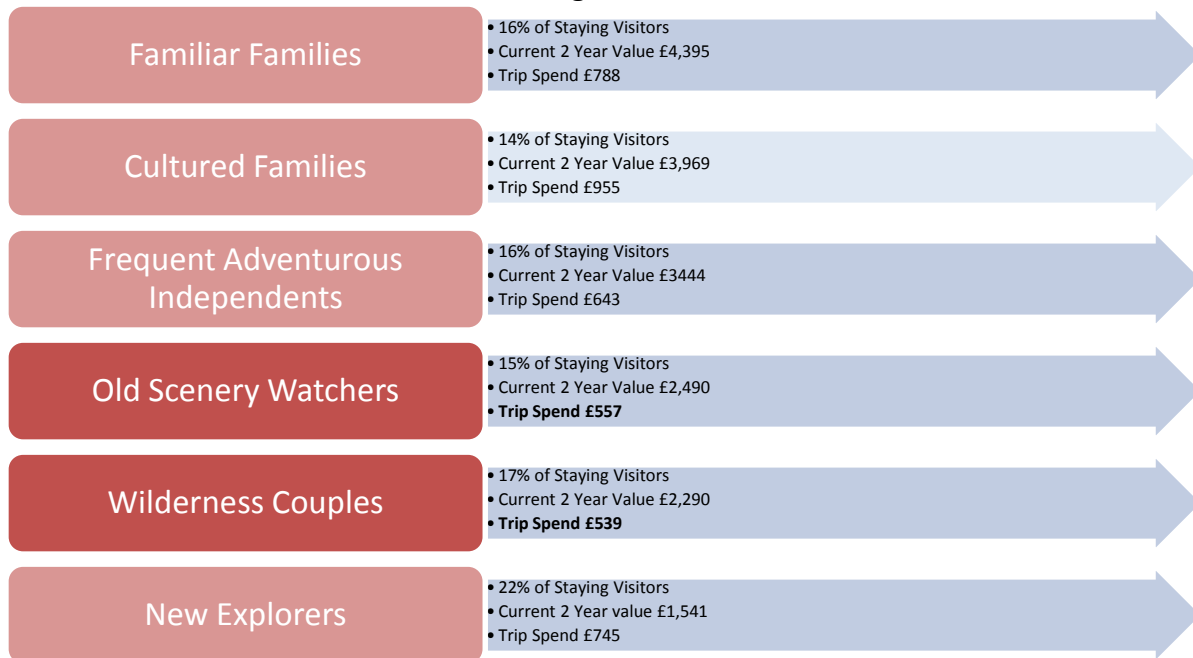 Familiar Families
• 16% of Staying Visitors
• Current 2 Year Value £4,395
• Trip Spend £788
Cultured Families
• 14% of Staying Visitors
• Current 2 Year Value £3,969
• Trip Spend £955
Frequent Adventurous
Independents
• 16% of Staying Visitors
• Current 2 Year Value £3444
• Trip Spend £643
Old Scenery Watchers
• 15% of Staying Visitors
• Current 2 Year Value £2,490
• Trip Spend £557
Wilderness Couples
• 17% of Staying Visitors
• Current 2 Year Value £2,290
• Trip Spend £539
New Explorers
• 22% of Staying Visitors
• Current 2 Year value £1,541
• Trip Spend £745